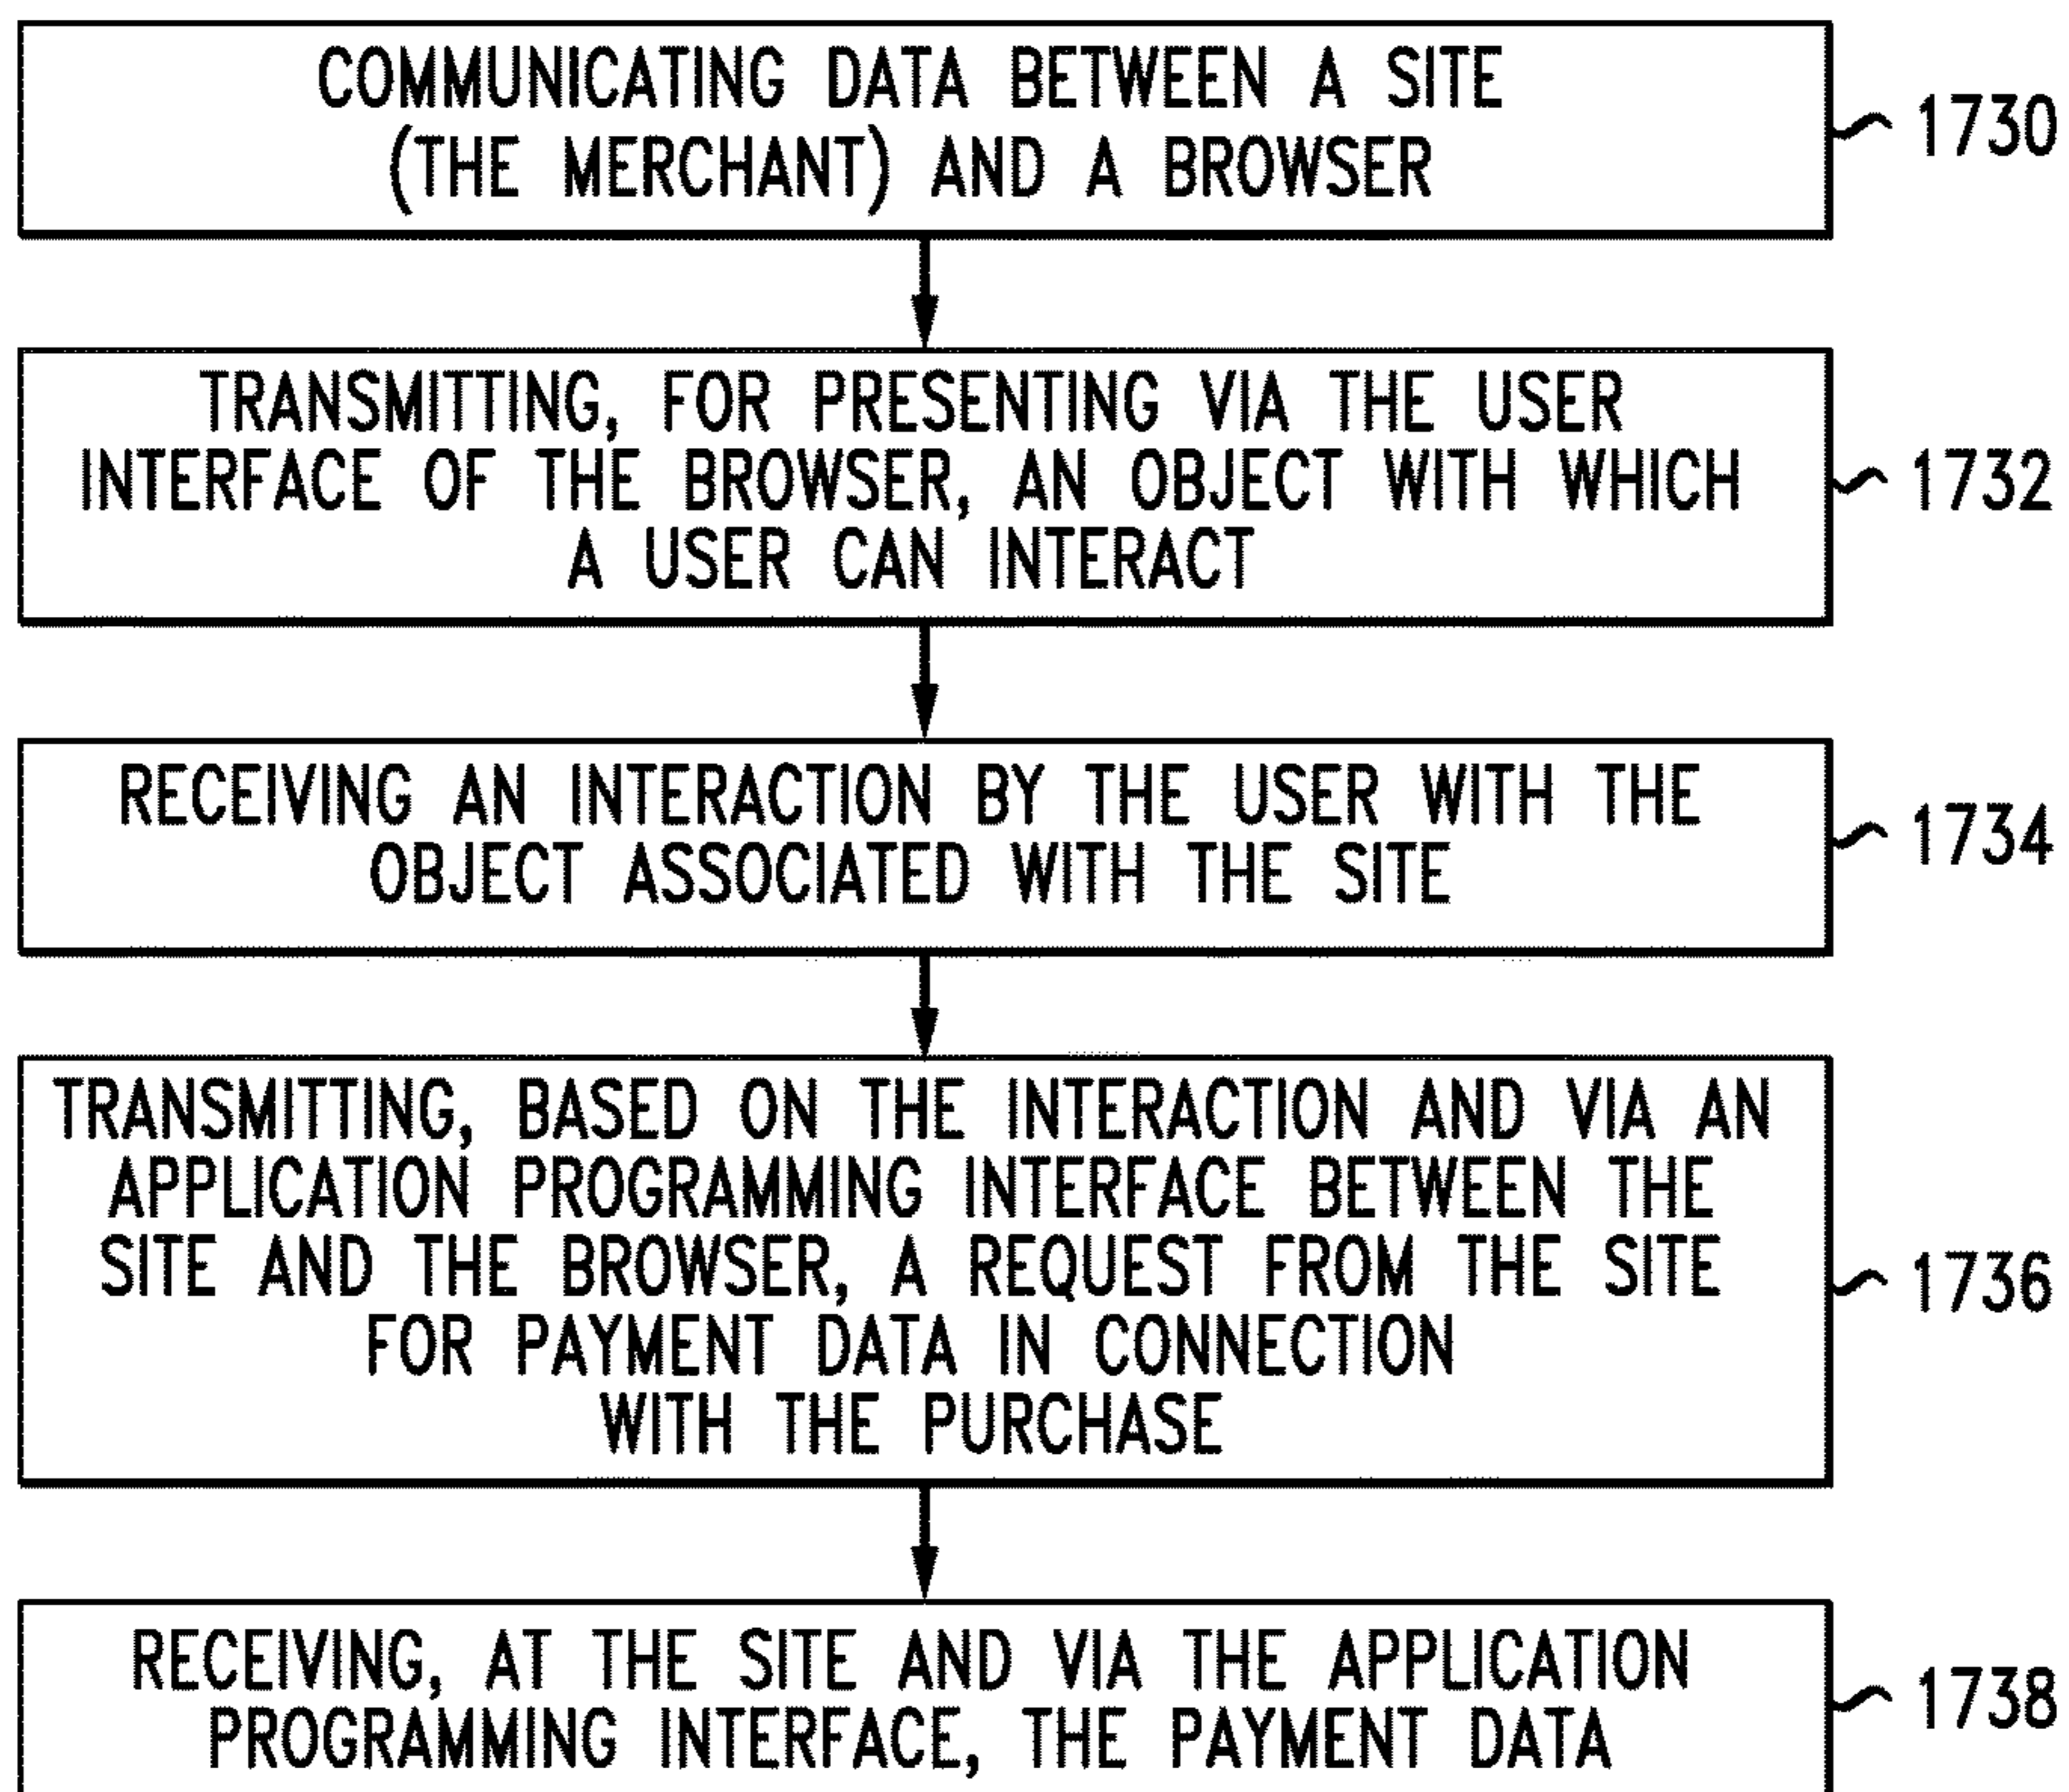 COMMUNICATING DATA BETWEEN A SITE
(THE MERCHANT) AND A BROWSER
1730
TRANSMITTING, FOR PRESENTING VIA THE USER
INTERFACE OF THE BROWSER, AN OBJECT WITH WHICH
A USER CAN INTERACT
1732
RECEIVING AN INTERACTION BY THE USER WITH THE
OBJECT ASSOCIATED WITH THE SITE
1734
TRANSMITTING, BASED ON THE INTERACTION AND VIA AN
APPLICATION PROGRAMMING INTERFACE BETWEEN THE
SITE AND THE BROWSER, A REQUEST FROM THE SITE
FOR PAYMENT DATA IN CONNECTION
WITH THE PURCHASE
1736
RECEIVING, AT THE SITE AND VIA THE APPLICATION
PROGRAMMING INTERFACE, THE PAYMENT DATA
1738